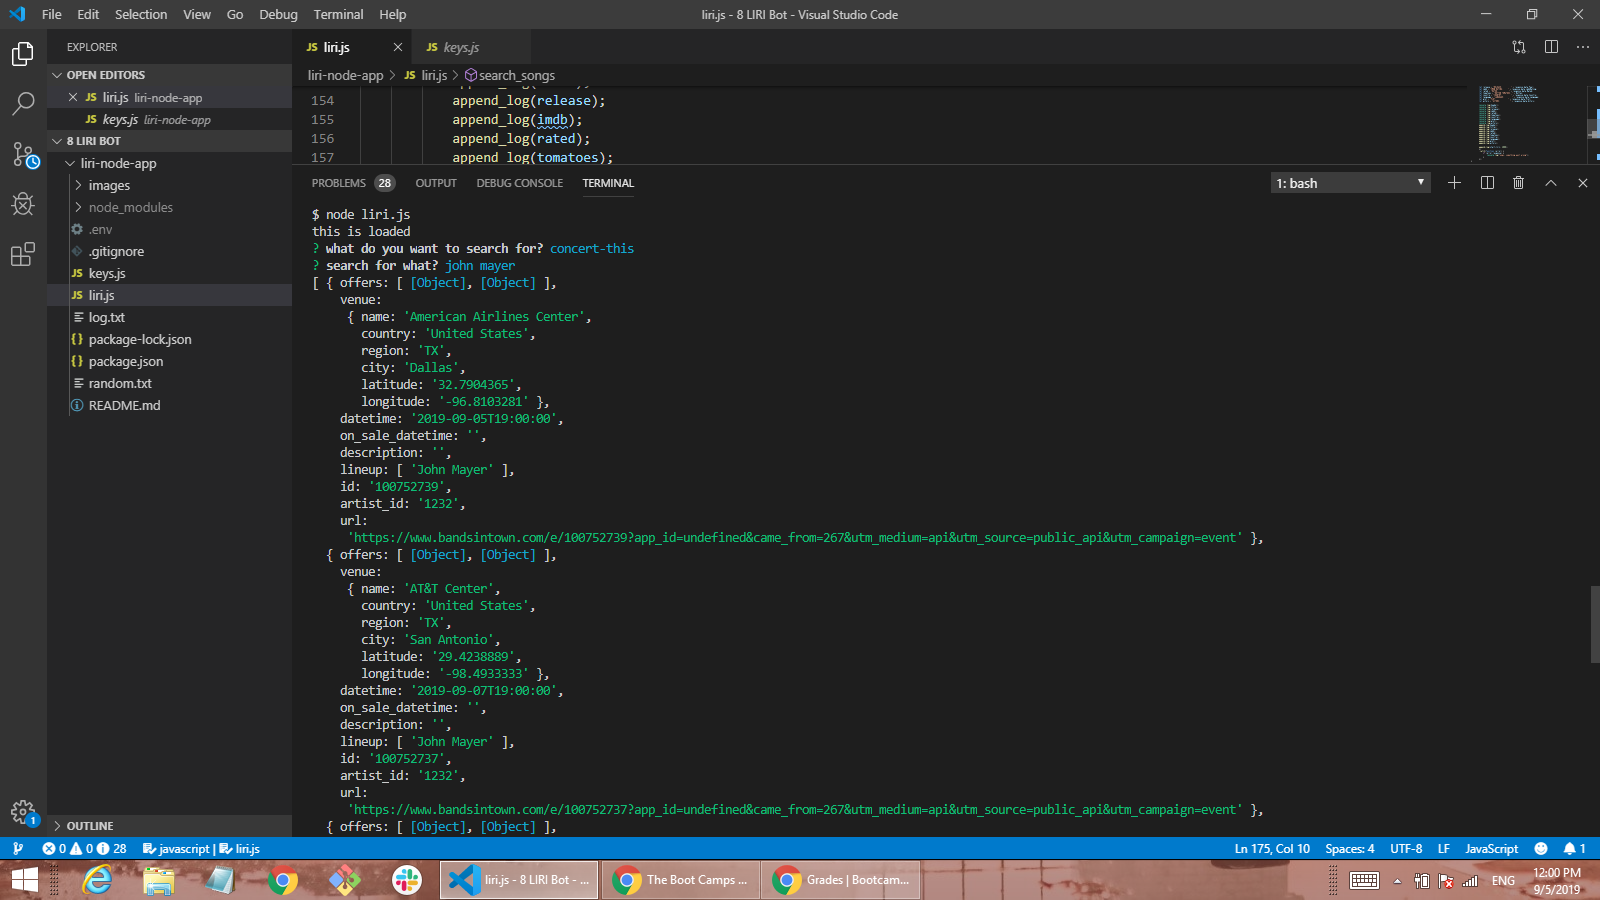 File Edit Selection View Go Debug Terminal Help
liri.js - 8 LIRI Bot - Visual Studio Code
EXPLORER
OPEN EDITORS
JS liri.js liri-node-app
JS keys.js liri-node-app
8 LIRI BOT
liri-node-app
images
node_modules
.env
.gitignore
JS keys.js
JS liri.js
log.txt
{} package-lock.json
{} package.json
random.txt
README.md
OUTLINE
JS liri.js
JS keys.js
liri-node-app > JS liri.js > search_songs
154 append_log(release);
155 append_log(imdb);
156 append_log(rated);
157 append_log(tomatoes);
PROBLEMS 28 OUTPUT DEBUG CONSOLE TERMINAL
1: bash
$ node liri.js
this is loaded
? what do you want to search for? concert-this
? search for what? john mayer
[ { offers: [ [Object], [Object] ],
venue:
{ name: 'American Airlines Center',
country: 'United States',
region: 'TX',
city: 'Dallas',
latitude: '32.7904365',
longitude: '-96.8103281' },
datetime: '2019-09-05T19:00:00',
on_sale_datetime: '',
description: '',
lineup: [ 'John Mayer' ],
id: '100752739',
artist_id: '1232',
url:
'https://www.bandsintown.com/e/100752739?app_id=undefined&came_from=267&utm_medium=api&utm_source=public_api&utm_campaign=event' },
{ offers: [ [Object], [Object] ],
venue:
{ name: 'AT&T Center',
country: 'United States',
region: 'TX',
city: 'San Antonio',
latitude: '29.4238889',
longitude: '-98.4933333' },
datetime: '2019-09-07T19:00:00',
on_sale_datetime: '',
description: '',
lineup: [ 'John Mayer' ],
id: '100752737',
artist_id: '1232',
url:
'https://www.bandsintown.com/e/100752737?app_id=undefined&came_from=267&utm_medium=api&utm_source=public_api&utm_campaign=event' },
{ offers: [ [Object], [Object] ],
1
0 0 28 javascript | liri.js
Ln 175, Col 10 Spaces: 4 UTF-8 LF JavaScript 1
liri.js - 8 LIRI Bot - ...
The Boot Camps ...
Grades | Bootcam...
ENG
12:00 PM
9/5/2019